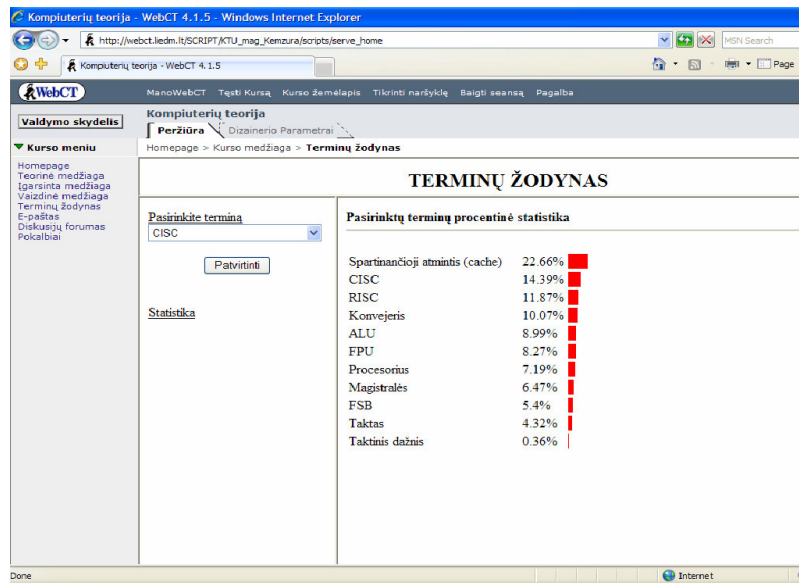 Kompiuterių teorija - WebCT 4.1.5 - Windows Internet Explorer
http://webct.liedm.lt/SCRIPT/KTU_mag_Kemzura/scripts/serve_home
MSN Search
Kompiuterių teorija - WebCT 4.1.5
Page
WebCT
ManoWebCT Tęsti Kursą Kurso žemėlapis Tikrinti naršyklę Baigti seansą Pagalba
Valdymo skydelis
Kompiuterių teorija
Peržiūra Dizainerio Parametrai
Kurso meniu
Homepage > Kurso medžiaga > Terminų žodynas
Homepage
Teorinė medžiaga
Įgarsinta medžiaga
Vaizdinė medžiaga
Terminų žodynas
E-paštas
Diskusijų forumas
Pokalbiai
TERMINŲ ŽODYNAS
Pasirinkite terminą
CISC
Patvirtinti
Statistika
Pasirinktų terminų procentinė statistika
Spartinančioji atmintis (cache) 22.66%
CISC 14.39%
RISC 11.87%
Konvejeris 10.07%
ALU 8.99%
FPU 8.27%
Procesorius 7.19%
Magistralės 6.47%
FSB 5.4%
Taktas 4.32%
Taktinis dažnis 0.36%
Done
Internet